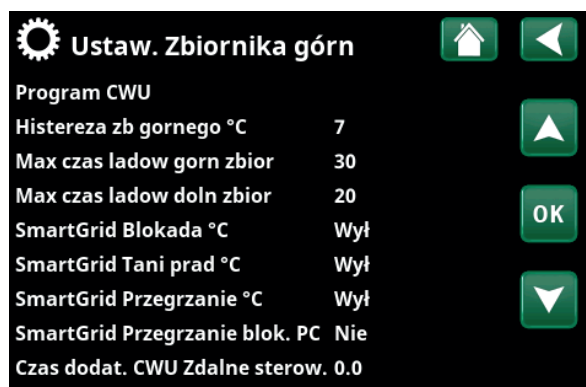 Ustaw. Zbiornika górn
Program CWU
Histereza zb gornego °C 7
Max czas ladow gorn zbior 30
Max czas ladow doln zbior 20
SmartGrid Blokada °C Wył
SmartGrid Tani prad °C Wył
SmartGrid Przegrzanie °C Wył
SmartGrid Przegrzanie blok. PC Nie
Czas dodat. CWU Zdalne sterow. 0.0
OK